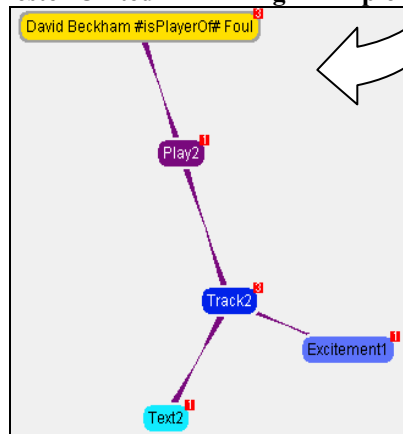 3
David Beckham #isPlayerOf# Foul
1
Play2
3
Track2
1
Excitement1
1
Text2